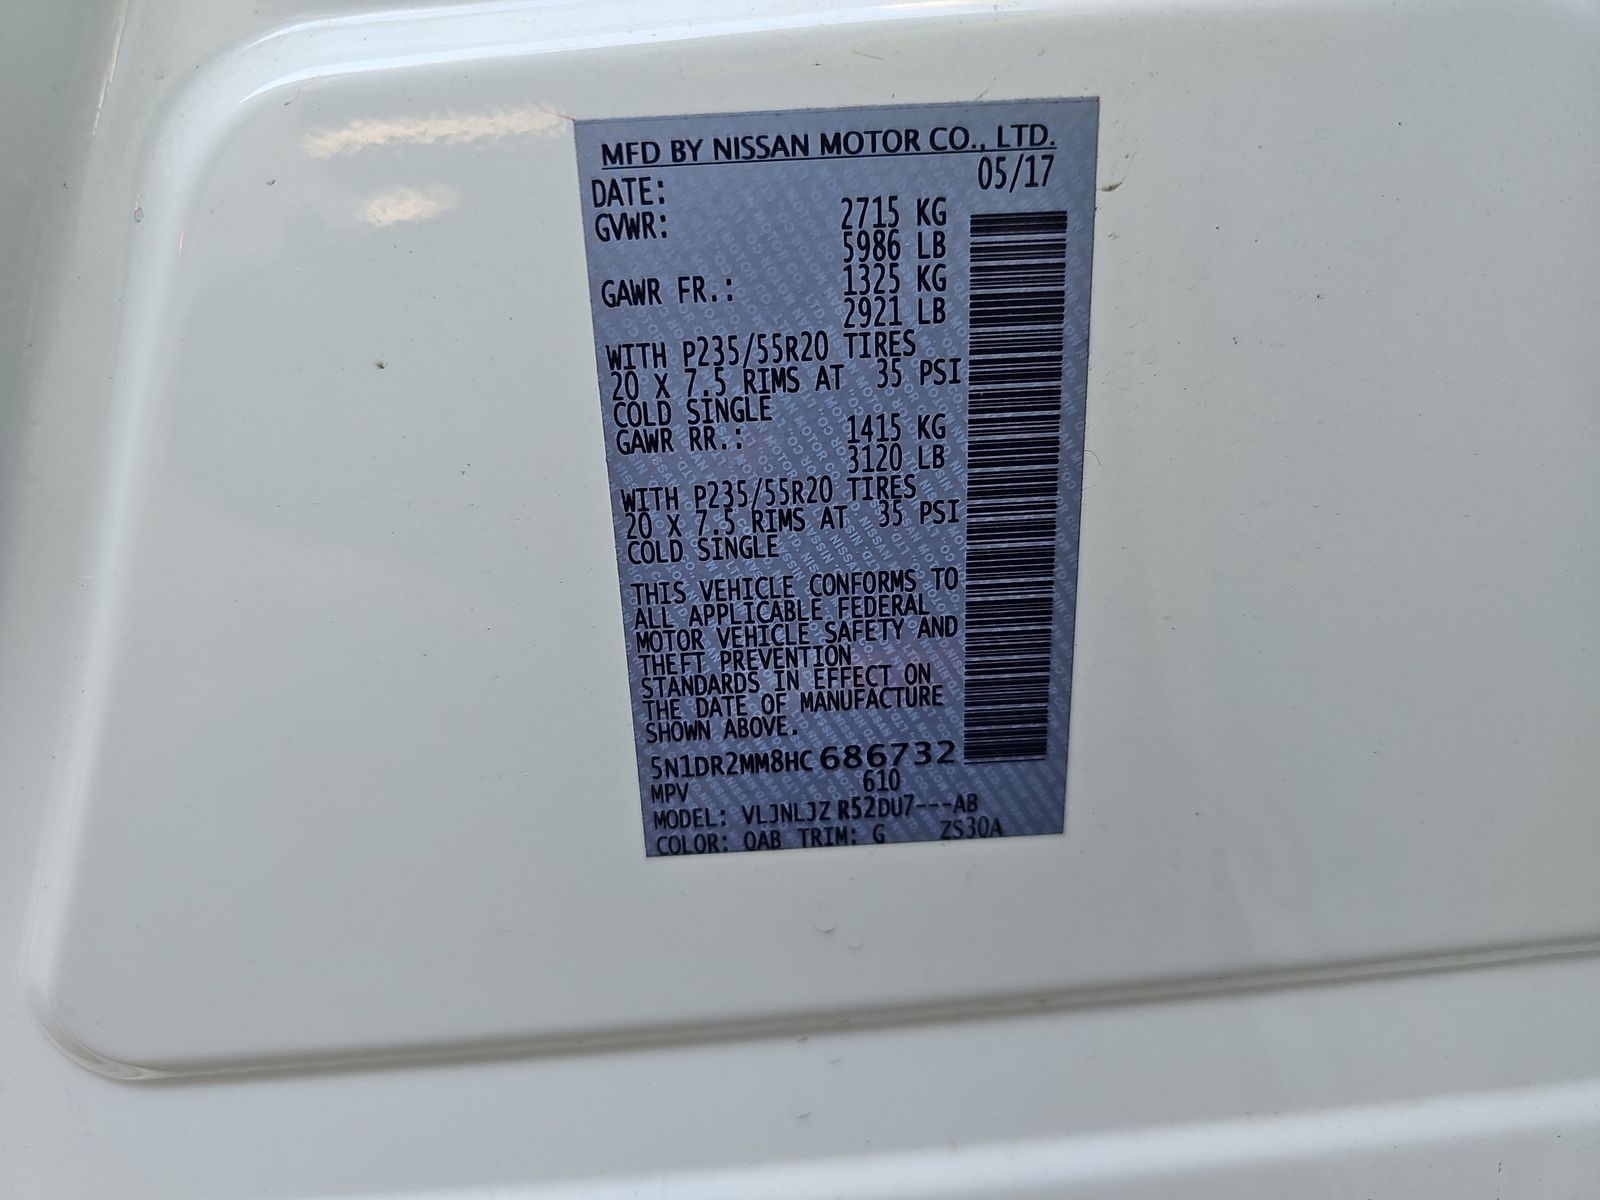 MFD BY NISSAN MOTOR CO., LTD.
DATE: 05/17
GVWR: 2715 KG
5986 LB
GAWR FR.: 1325 KG
2921 LB
WITH P235/55R20 TIRES
20 X 7.5 RIMS AT 35 PSI
COLD SINGLE
GAWR RR.: 1415 KG
3120 LB
WITH P235/55R20 TIRES
20 X 7.5 RIMS AT 35 PSI
COLD SINGLE
THIS VEHICLE CONFORMS TO
ALL APPLICABLE FEDERAL
MOTOR VEHICLE SAFETY AND
THEFT PREVENTION
STANDARDS IN EFFECT ON
THE DATE OF MANUFACTURE
SHOWN ABOVE.
5N1DR2MM8HC686732
MPV 610
MODEL: VLJNLJZ R52DU7---AB
COLOR: QAB TRIM: G ZS30A